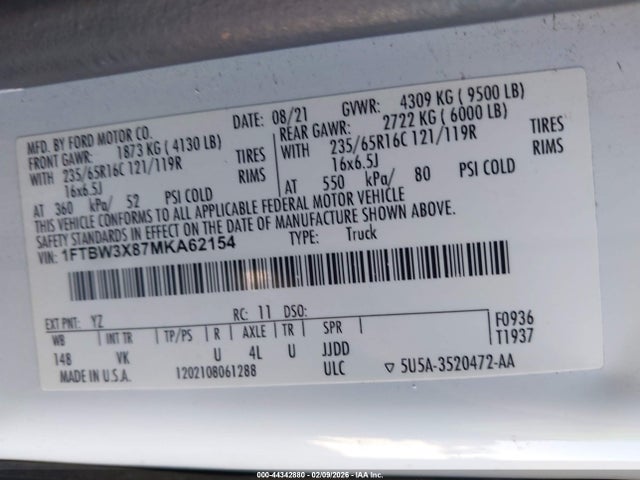 MFD. BY FORD MOTOR CO. DATE: 08/21 GVWR: 4309 KG ( 9500 LB)
FRONT GAWR: 1873 KG ( 4130 LB) REAR GAWR: 2722 KG ( 6000 LB)
WITH 235/65R16C 121/119R TIRES WITH 235/65R16C 121/119R TIRES
16x6.5J RIMS 16x6.5J RIMS
AT 360 kPa/ 52 PSI COLD AT 550 kPa/ 80 PSI COLD
THIS VEHICLE CONFORMS TO ALL APPLICABLE FEDERAL MOTOR VEHICLE
SAFETY STANDARDS IN EFFECT ON THE DATE OF MANUFACTURE SHOWN ABOVE.
VIN: 1FTBW3X87MKA62154 TYPE: Truck
EXT PNT: YZ RC: 11 DSO: F0936
WB INT TR TP/PS R AXLE TR SPR T1937
148 VK U 4L U JJDD
MADE IN U.S.A. 1202108061288 ULC ▽ 5U5A-3520472-AA
000-44342880 - 02/09/2026 - IAA Inc.